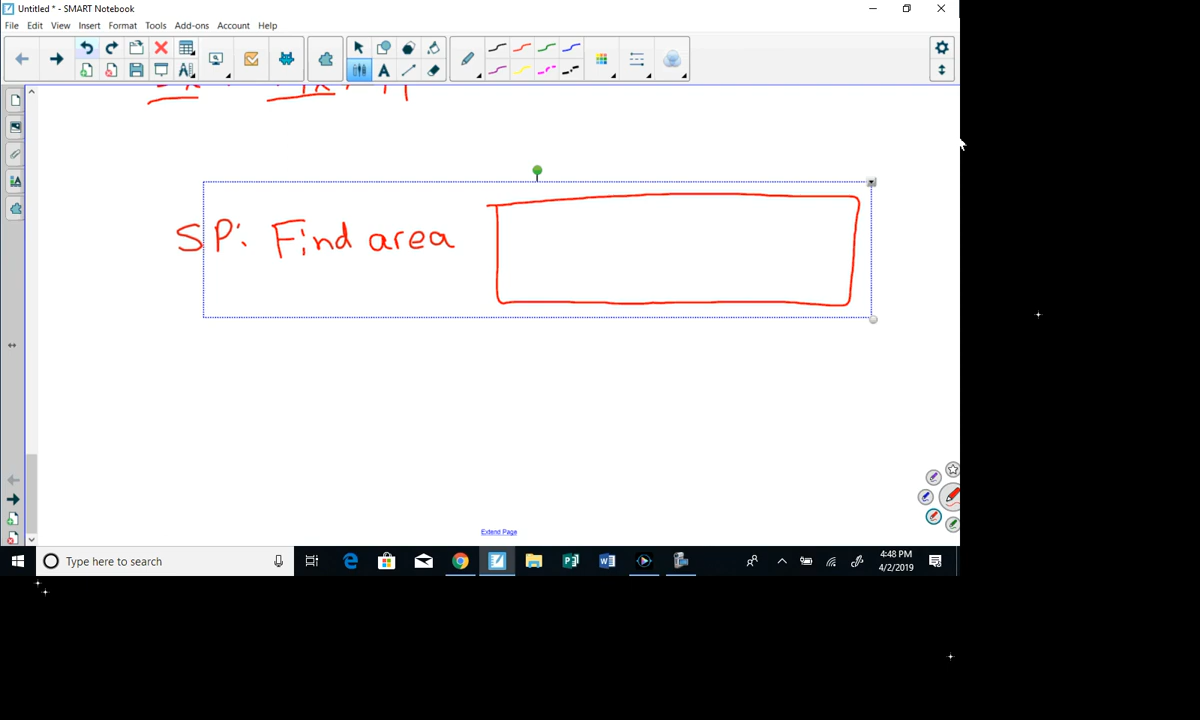 Untitled * - SMART Notebook
File Edit View Insert Format Tools Add-ons Account Help
SP: Find area
Extend Page
Type here to search
4:48 PM
4/2/2019